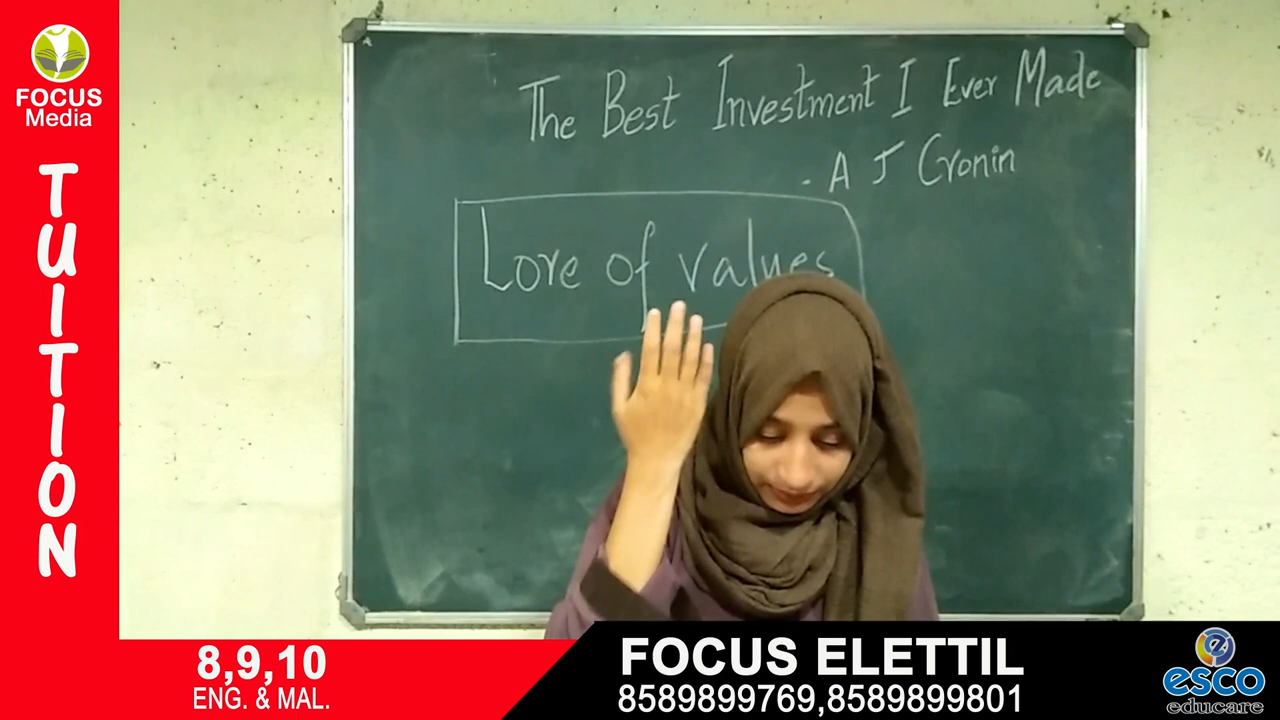 FOCUS
Media
TUITION
The Best Investment I Ever Made
- A J Cronin
Lore of values
8,9,10
ENG. & MAL.
FOCUS ELETTIL
8589899769,8589899801
e
esco
educare